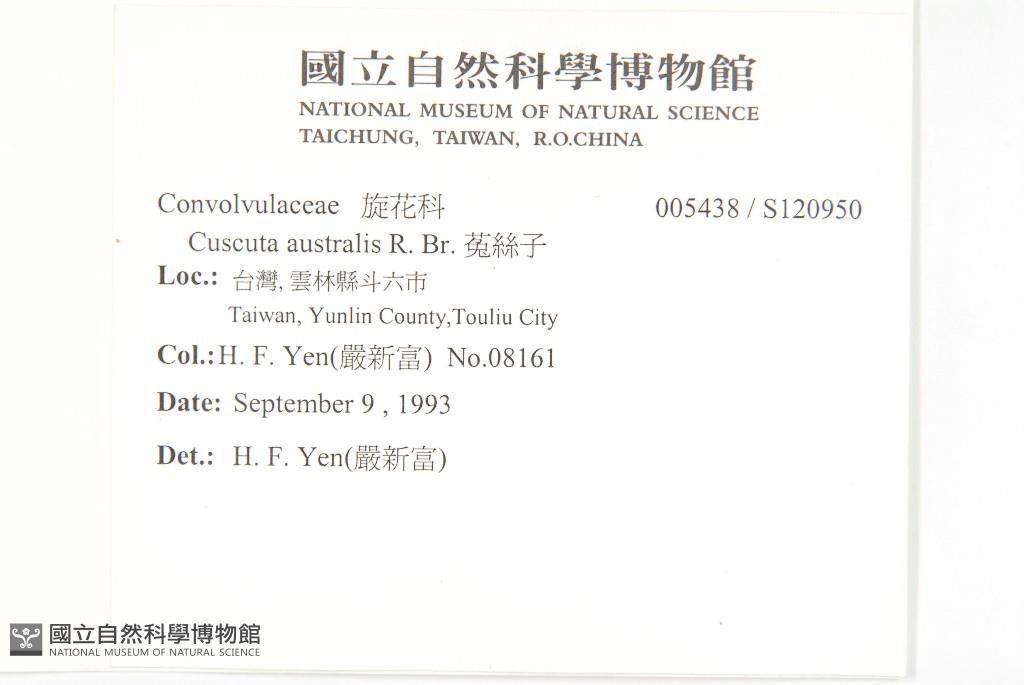 國立自然科學博物館
NATIONAL MUSEUM OF NATURAL SCIENCE
TAICHUNG, TAIWAN, R.O.CHINA
Convolvulaceae 旋花科 005438 / S120950
Cuscuta australis R. Br. 菟絲子
Loc.: 台灣, 雲林縣斗六市
Taiwan, Yunlin County,Touliu City
Col.:H. F. Yen(嚴新富) No.08161
Date: September 9 , 1993
Det.: H. F. Yen(嚴新富)
國立自然科學博物館
NATIONAL MUSEUM OF NATURAL SCIENCE